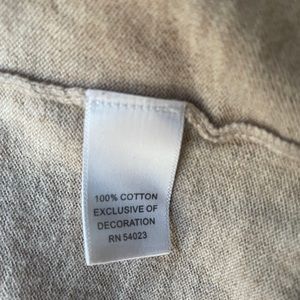 100% COTTON
EXCLUSIVE OF
DECORATION
RN 54023